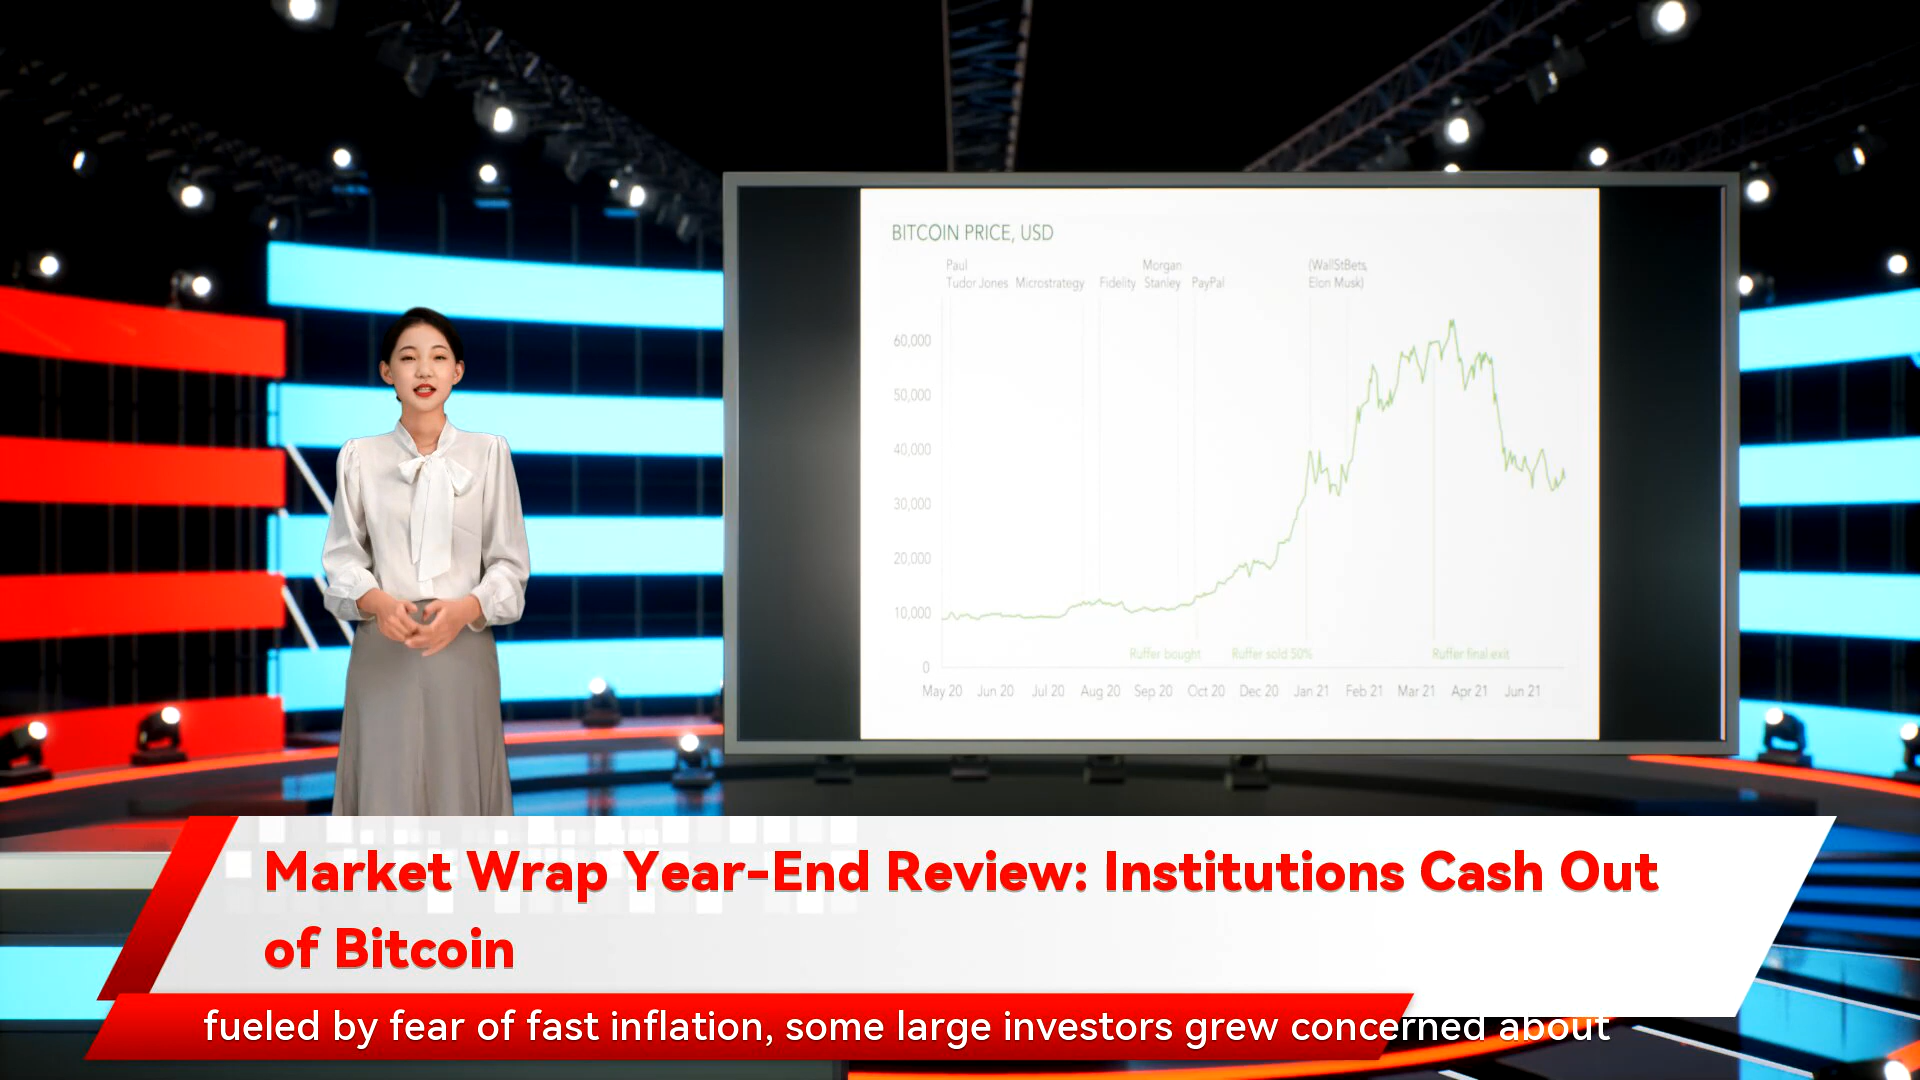 BITCOIN PRICE, USD
Paul
Tudor Jones
Microstrategy
Fidelity
Morgan
Stanley
PayPal
(WallStBets,
Elon Musk)
60,000
50,000
40,000
30,000
20,000
10,000
0
Ruffer bought
Ruffer sold 50%
Ruffer final exit
May 20 Jun 20 Jul 20 Aug 20 Sep 20 Oct 20 Dec 20 Jan 21 Feb 21 Mar 21 Apr 21 Jun 21
Market Wrap Year-End Review: Institutions Cash Out
of Bitcoin
fueled by fear of fast inflation, some large investors grew concerned about